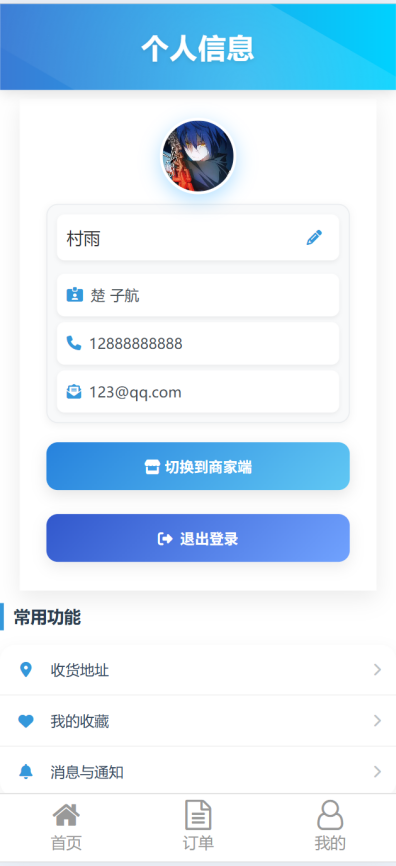 个人信息
村雨
楚 子航
12888888888
123@qq.com
切换到商家端
退出登录
常用功能
收货地址
我的收藏
消息与通知
首页 订单 我的